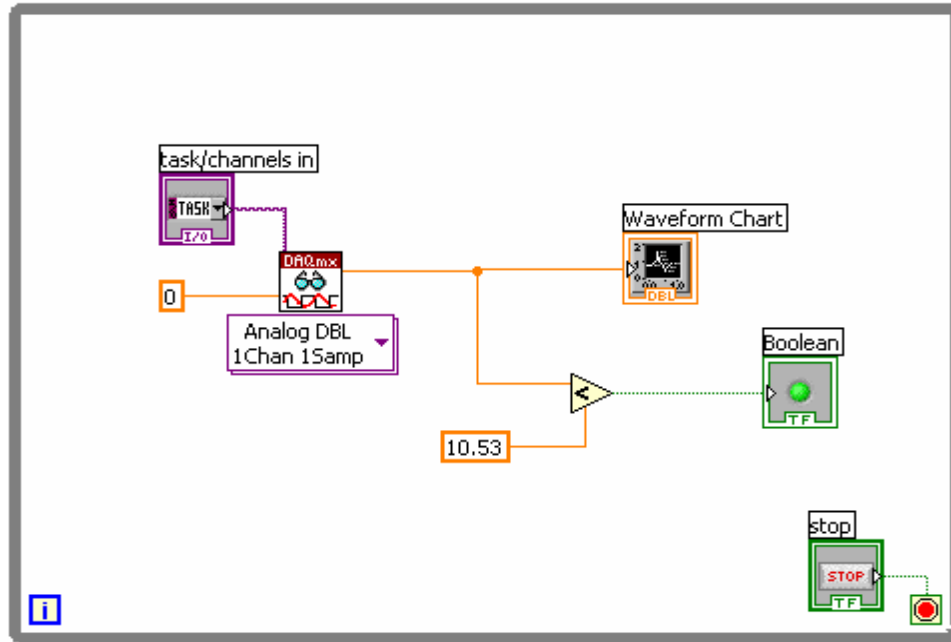 task/channels in
TASK
I/O
DAQmx
0
Analog DBL
1Chan 1Samp
Waveform Chart
DBL
Boolean
TF
<
10.53
stop
STOP
TF
i